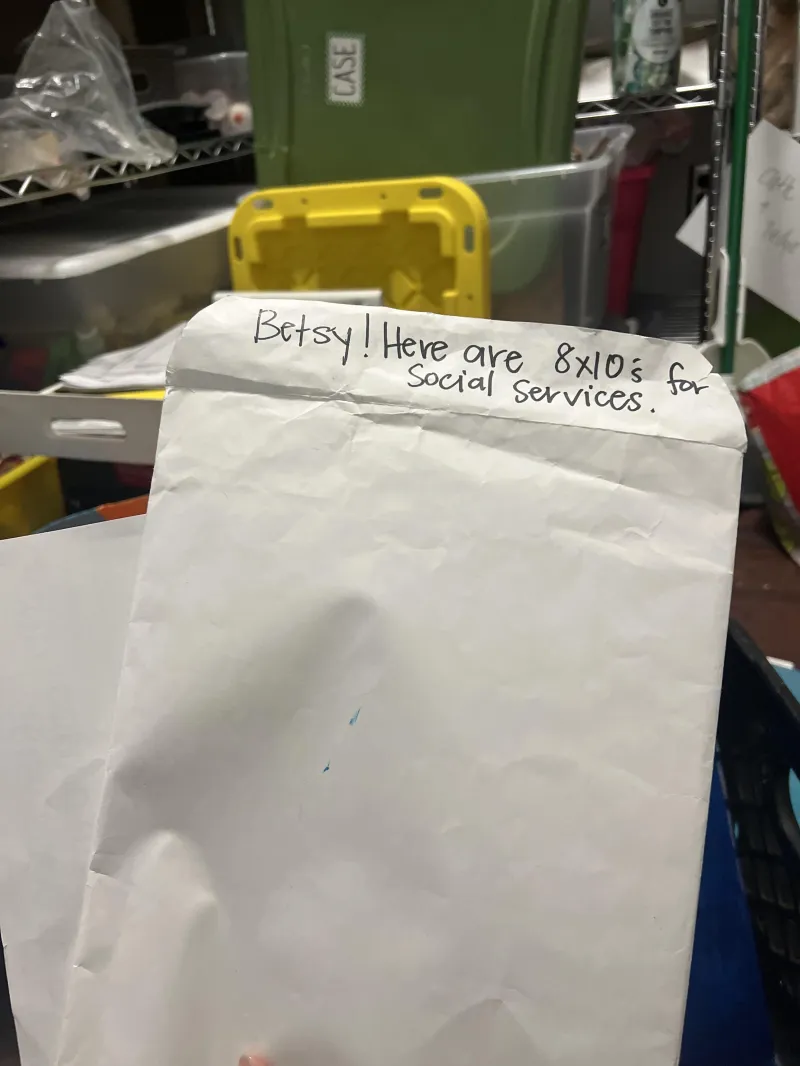 CASE
Betsy! Here are 8x10's for
Social Services.